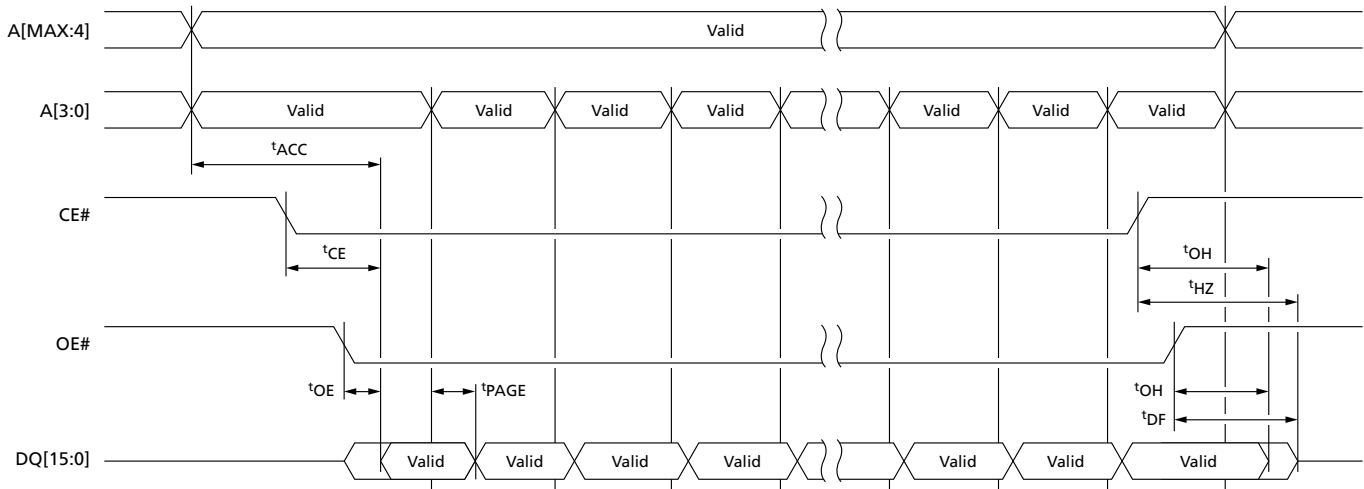 A[MAX:4] Valid
A[3:0] Valid Valid Valid Valid Valid Valid Valid
tACC
CE#
tCE tOH
tHZ
OE#
tOE tPAGE tOH
tDF
DQ[15:0] Valid Valid Valid Valid Valid Valid Valid